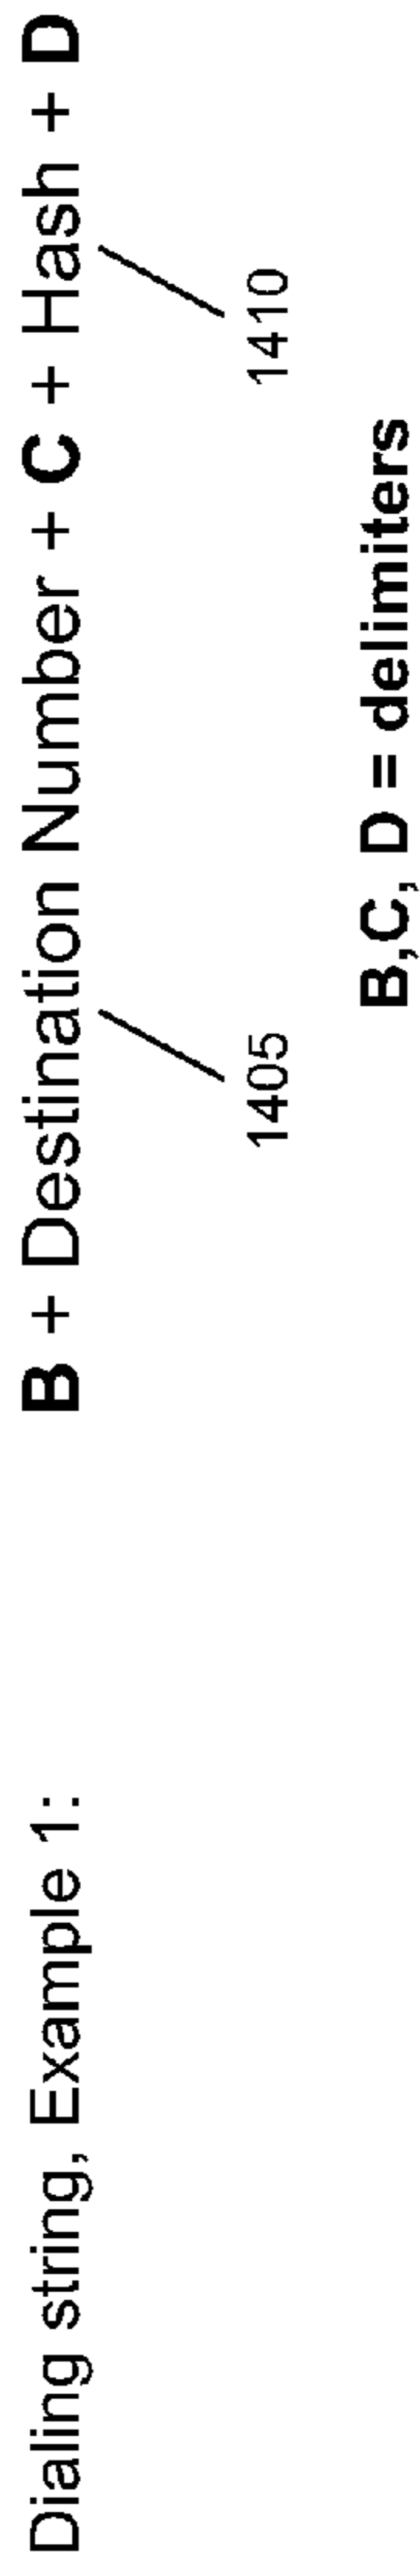 Dialing string, Example 1:
B + Destination Number + C + Hash + D
1405
1410
B,C, D = delimiters